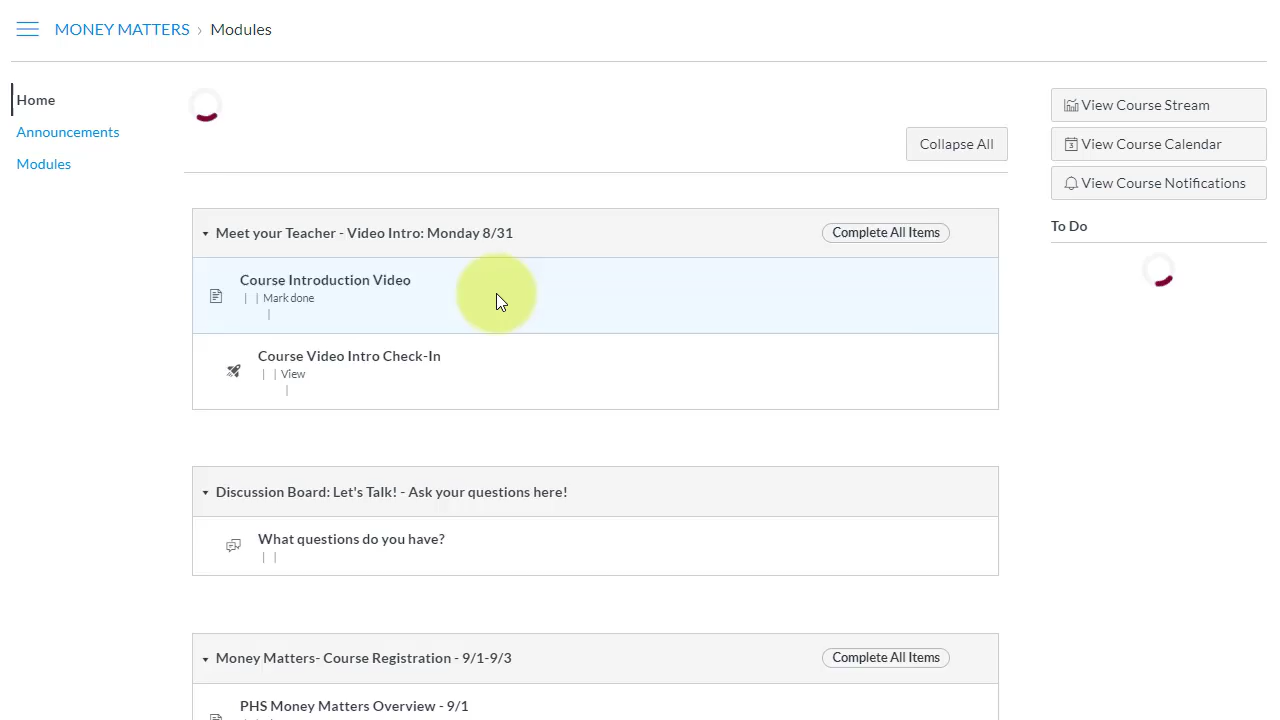 MONEY MATTERS › Modules
Home
Announcements
Modules
Collapse All
View Course Stream
View Course Calendar
View Course Notifications
To Do
Meet your Teacher - Video Intro: Monday 8/31
Complete All Items
Course Introduction Video
| | Mark done
|
Course Video Intro Check-In
| | View
|
Discussion Board: Let's Talk! - Ask your questions here!
What questions do you have?
| |
Money Matters- Course Registration - 9/1-9/3
Complete All Items
PHS Money Matters Overview - 9/1